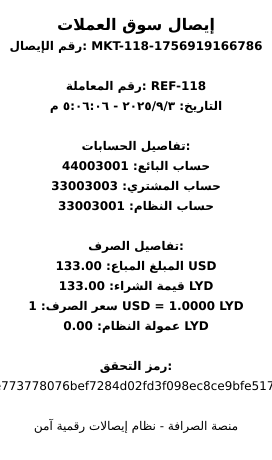 إيصال سوق العملات
رقم الإيصال: MKT-118-1756919166786
رقم المعاملة: REF-118
التاريخ: ٢٠٢٥/٩/٣ - ٥:٠٦:٠٦ م
تفاصيل الحسابات:
حساب البائع: 44003001
حساب المشتري: 33003003
حساب النظام: 33003001
تفاصيل الصرف:
المبلغ المباع: 133.00 USD
قيمة الشراء: 133.00 LYD
سعر الصرف: 1 USD = 1.0000 LYD
عمولة النظام: 0.00 LYD
رمز التحقق:
e773778076bef7284d02fd3f098ec8ce9bfe517
منصة الصرافة - نظام إيصالات رقمية آمن